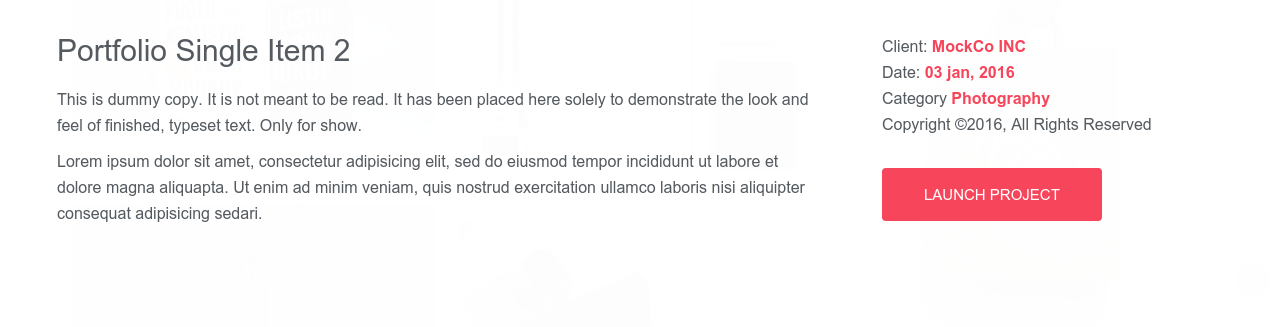 Portfolio Single Item 2
This is dummy copy. It is not meant to be read. It has been placed here solely to demonstrate the look and
feel of finished, typeset text. Only for show.
Lorem ipsum dolor sit amet, consectetur adipisicing elit, sed do eiusmod tempor incididunt ut labore et
dolore magna aliquapta. Ut enim ad minim veniam, quis nostrud exercitation ullamco laboris nisi aliquipter
consequat adipisicing sedari.
Client: MockCo INC
Date: 03 jan, 2016
Category Photography
Copyright ©2016, All Rights Reserved
LAUNCH PROJECT